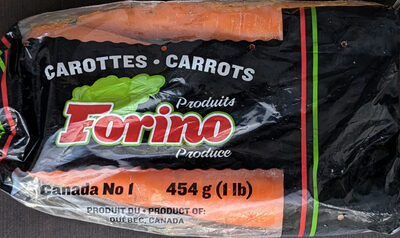 CAROTTES • CARROTS
Produits
Forino
Produce
Canada No 1 454 g (1 lb)
PRODUIT DU • PRODUCT OF:
QUÉBEC, CANADA